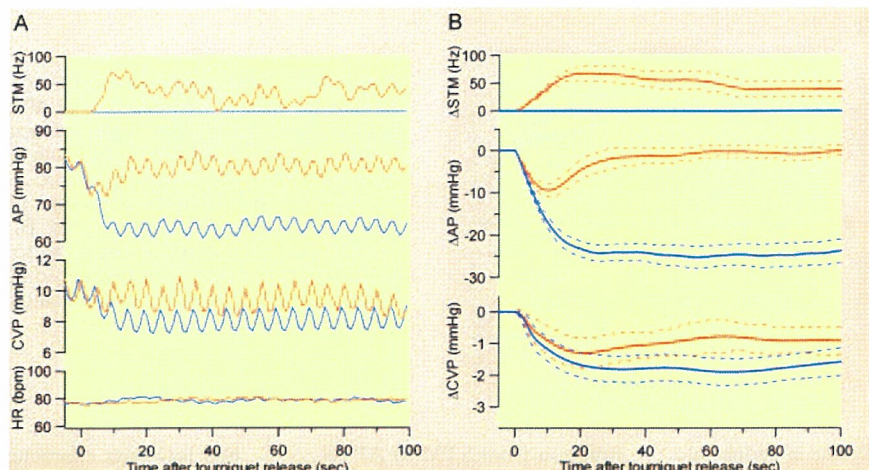 A
STM (Hz)
100
50
0
AP (mmHg)
90
80
70
60
CVP (mmHg)
12
10
8
6
HR (bpm)
100
80
60
0 20 40 60 80 100
Time after tourniquet release (sec)
B
ΔSTM (Hz)
100
50
0
ΔAP (mmHg)
0
-10
-20
-30
ΔCVP (mmHg)
0
-1
-2
-3
0 20 40 60 80 100
Time after tourniquet release (sec)